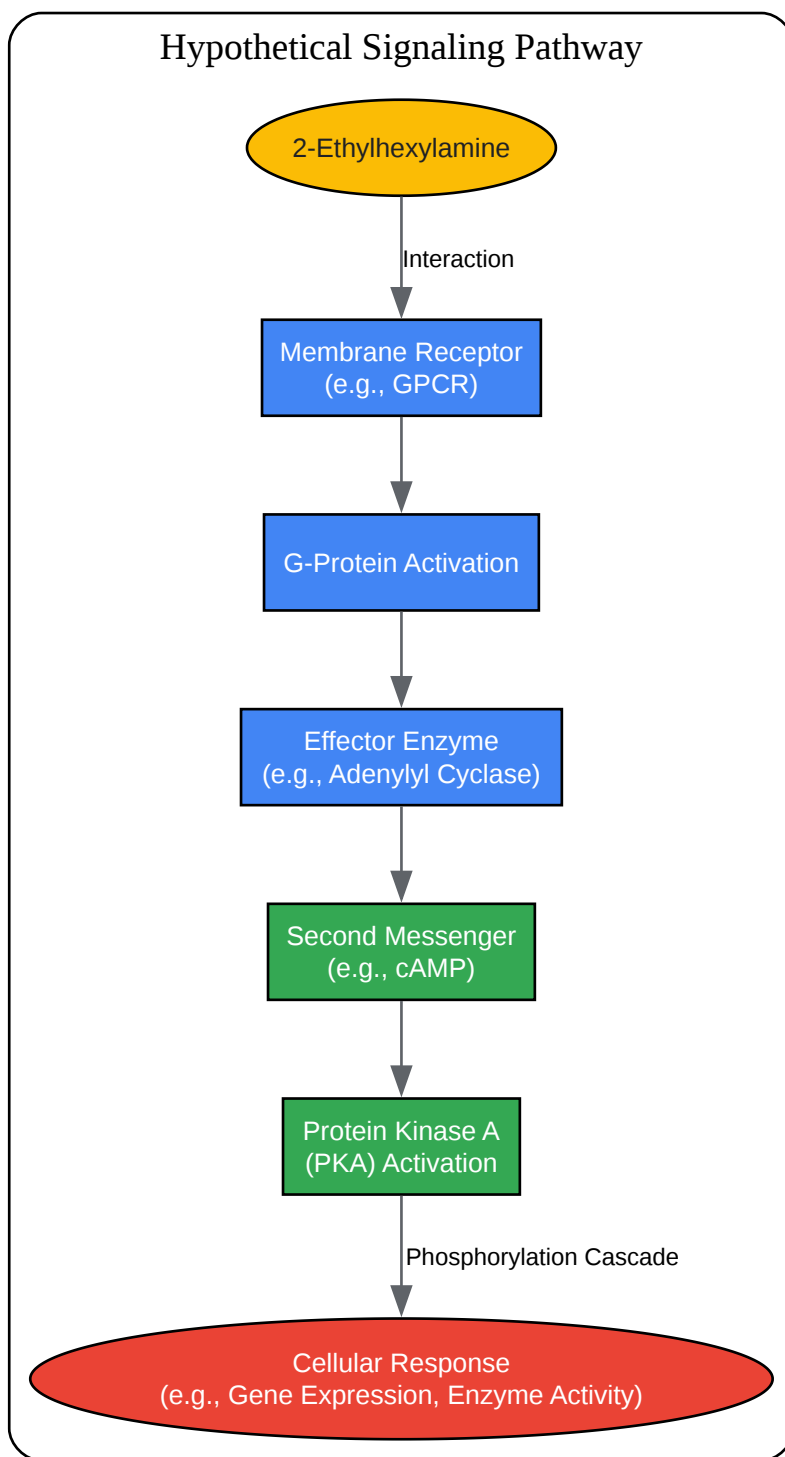 Hypothetical Signaling Pathway
2-Ethylhexylamine
Interaction
Membrane Receptor
(e.g., GPCR)
G-Protein Activation
Effector Enzyme
(e.g., Adenylyl Cyclase)
Second Messenger
(e.g., cAMP)
Protein Kinase A
(PKA) Activation
Phosphorylation Cascade
Cellular Response
(e.g., Gene Expression, Enzyme Activity)